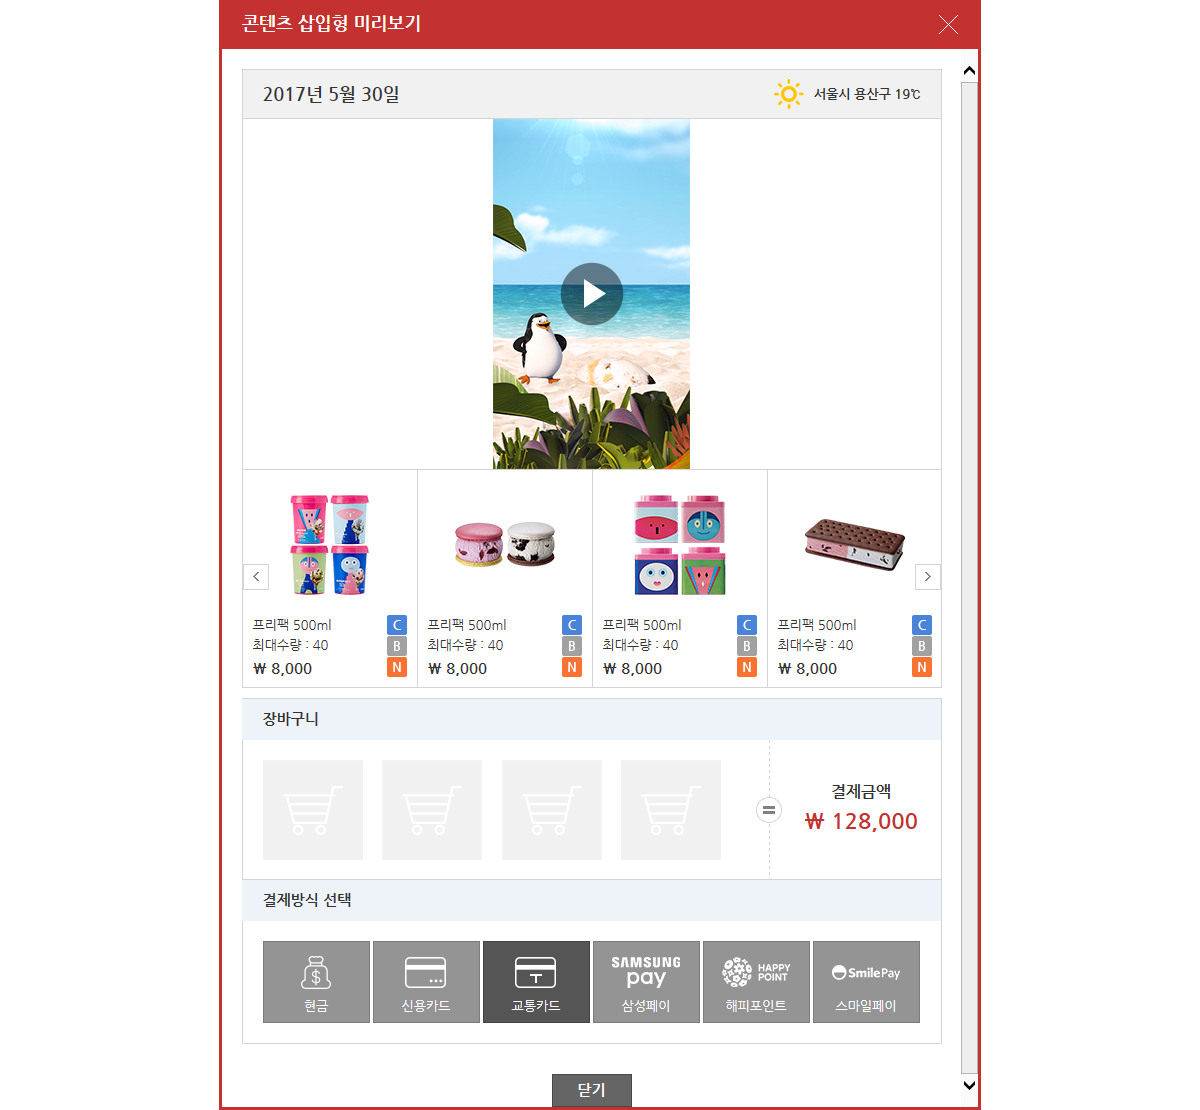 콘텐츠 삽입형 미리보기
2017년 5월 30일
서울시 용산구 19℃
프리팩 500ml
최대수량 : 40
₩ 8,000
C
B
N
프리팩 500ml
최대수량 : 40
₩ 8,000
C
B
N
프리팩 500ml
최대수량 : 40
₩ 8,000
C
B
N
프리팩 500ml
최대수량 : 40
₩ 8,000
C
B
N
장바구니
결제금액
₩ 128,000
결제방식 선택
$
현금
신용카드
T
교통카드
SAMSUNG
pay
삼성페이
HAPPY
POINT
해피포인트
SmilePay
스마일페이
닫기